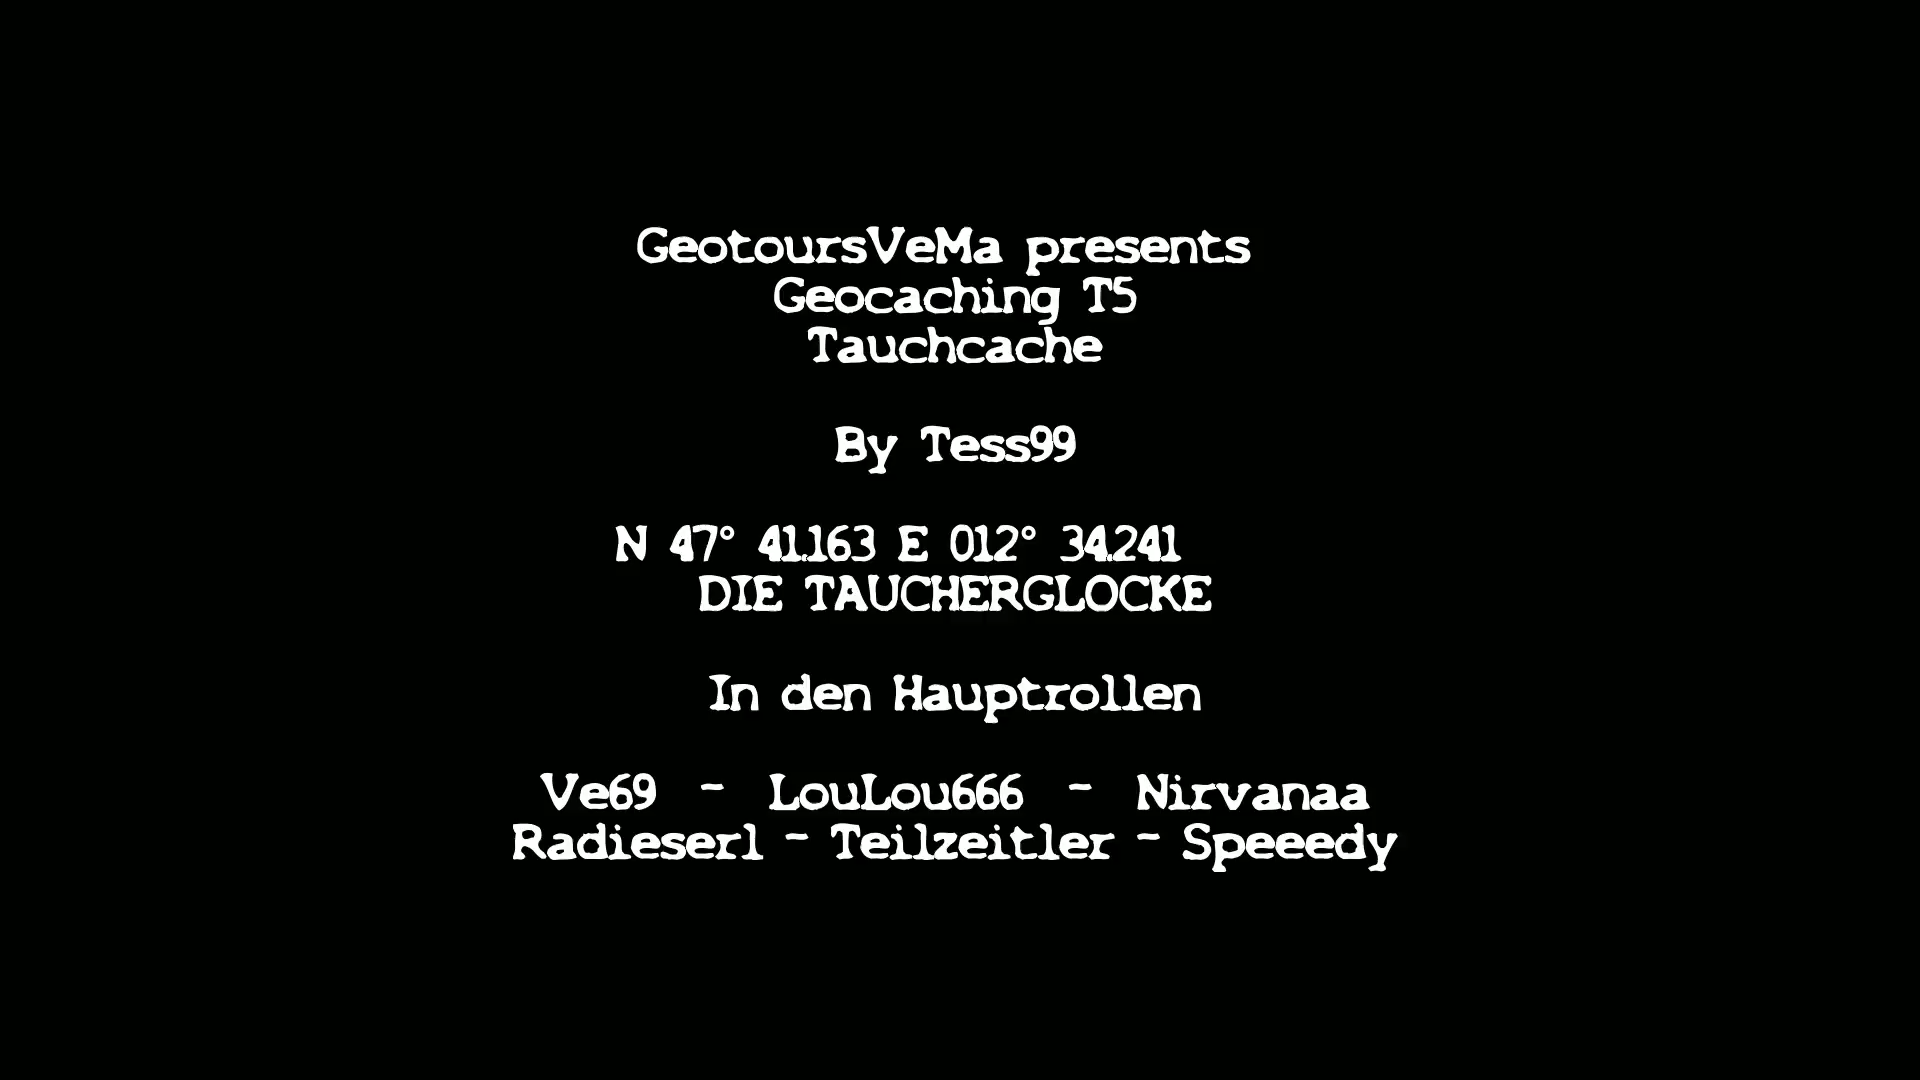 GeotoursVeMa presents
Geocaching T5
Tauchcache
By Tess99
N 47° 41.163 E 012° 34.241
DIE TAUCHERGLOCKE
In den Hauptrollen
Ve69 - LouLou666 - Nirvanaa
Radieserl - Teilzeitler - Speeedy